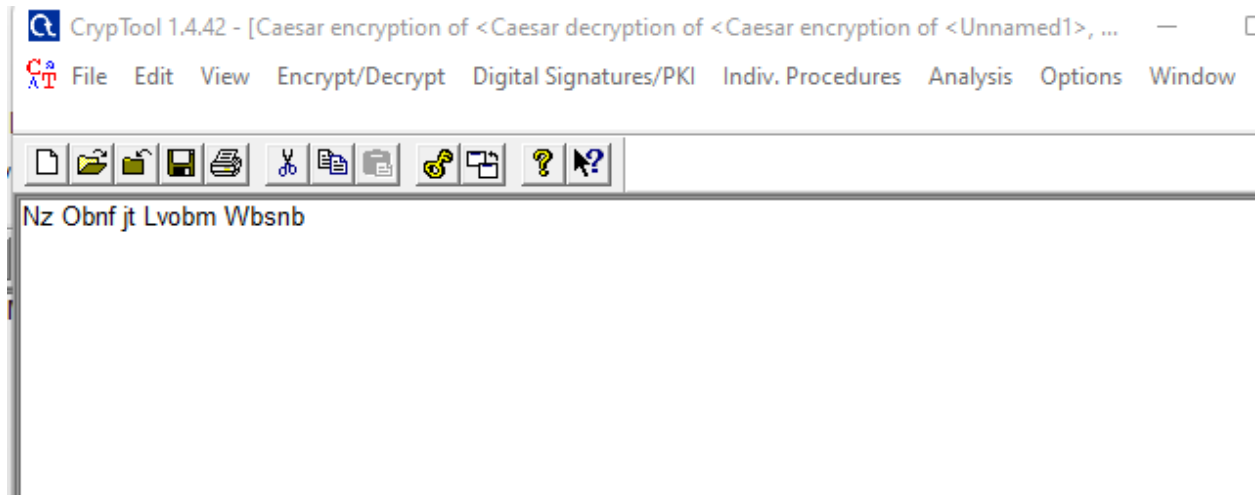 CrypTool 1.4.42 - [Caesar encryption of <Caesar decryption of <Caesar encryption of <Unnamed1>, ...
File Edit View Encrypt/Decrypt Digital Signatures/PKI Indiv. Procedures Analysis Options Window
Nz Obnf jt Lvobm Wbsnb